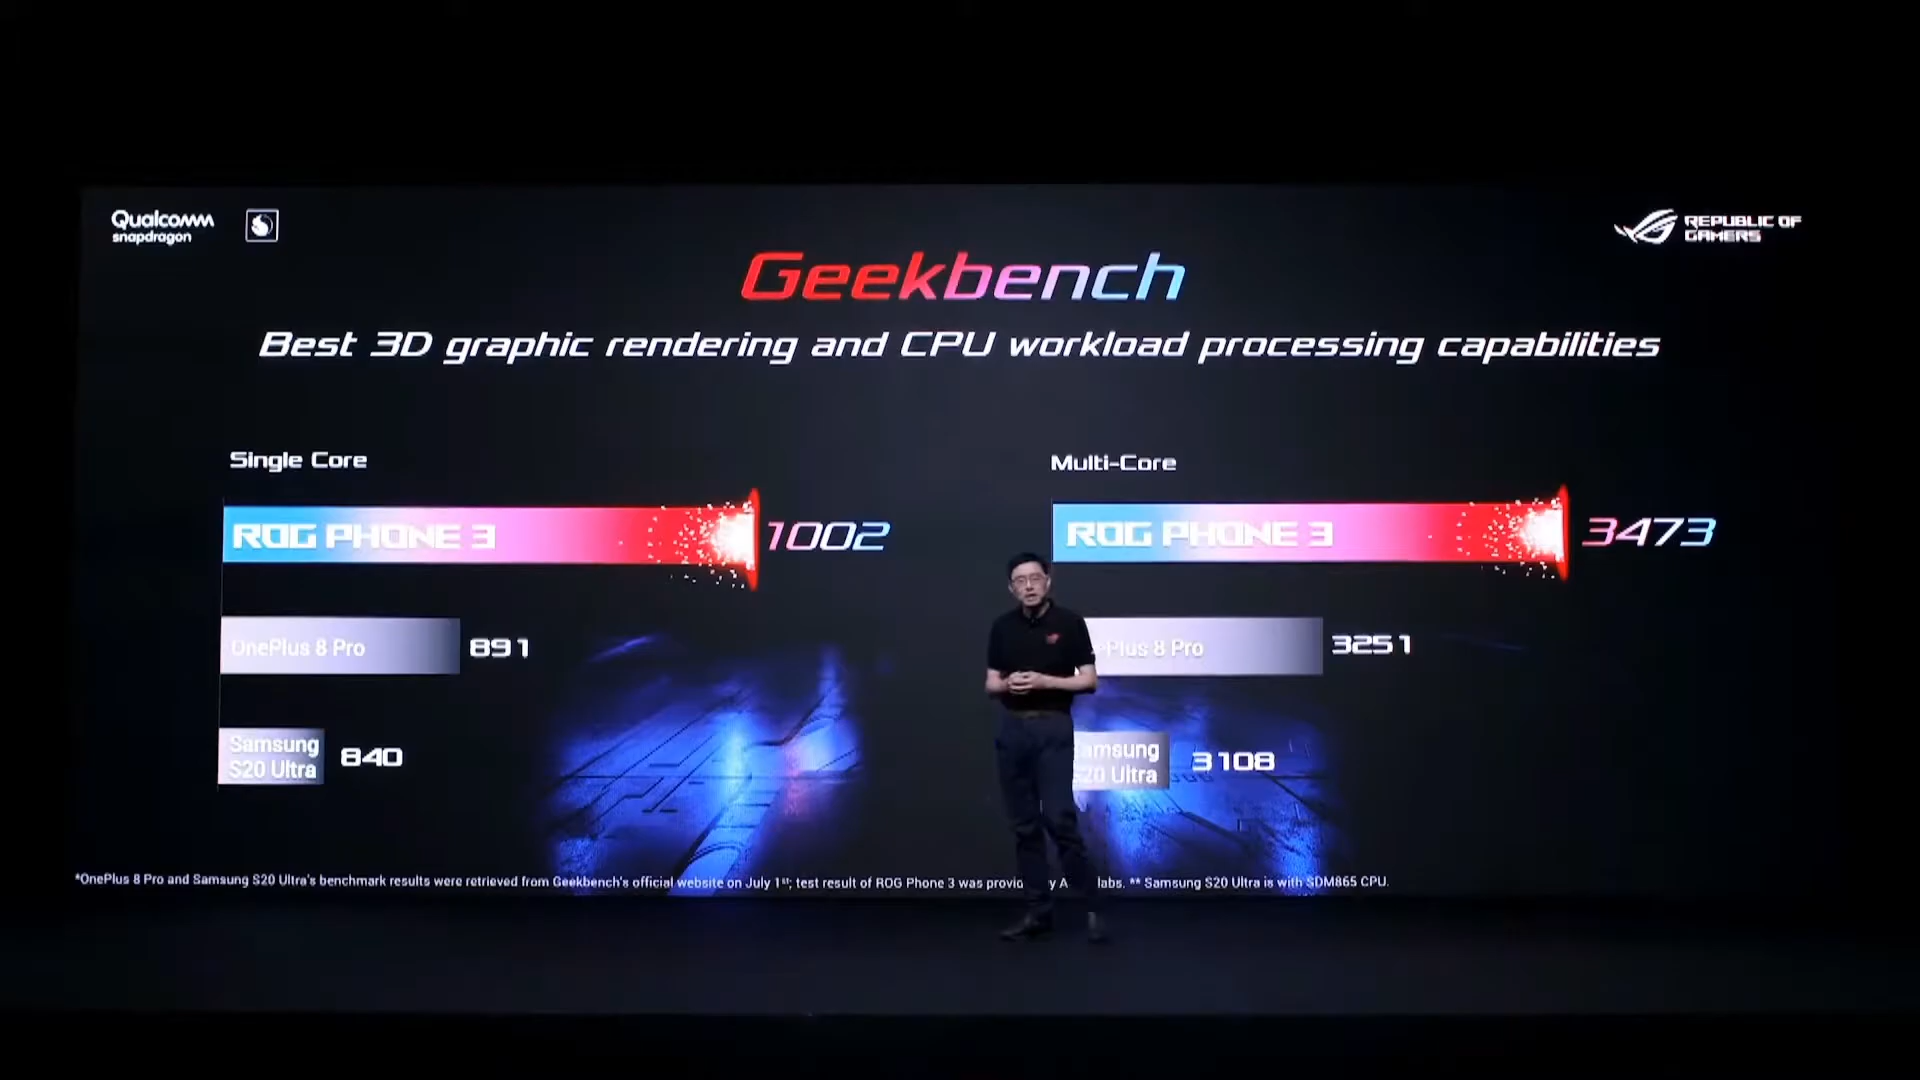 Qualcomm
snapdragon
REPUBLIC OF
GAMERS
Geekbench
Best 3D graphic rendering and CPU workload processing capabilities
Single Core
ROG PHONE 3 1002
OnePlus 8 Pro 891
Samsung
S20 Ultra 840
Multi-Core
ROG PHONE 3 3473
Plus 8 Pro 3251
amsung
S20 Ultra 3108
*OnePlus 8 Pro and Samsung S20 Ultra's benchmark results were retrieved from Geekbench's official website on July 1st; test result of ROG Phone 3 was provid y A labs. ** Samsung S20 Ultra is with SDM865 CPU.